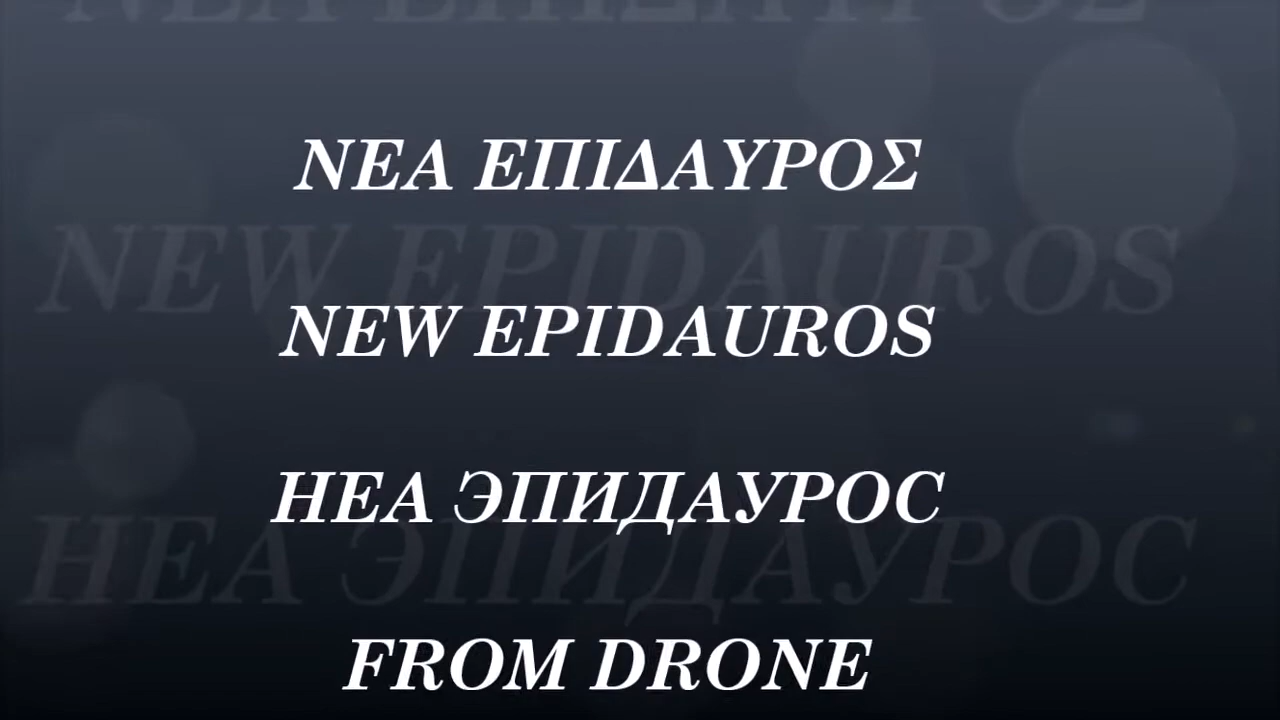 ΝΕΑ ΕΠΙΔΑΥΡΟΣ
NEW EPIDAUROS
НЕА ЭПИДАУРОС
FROM DRONE